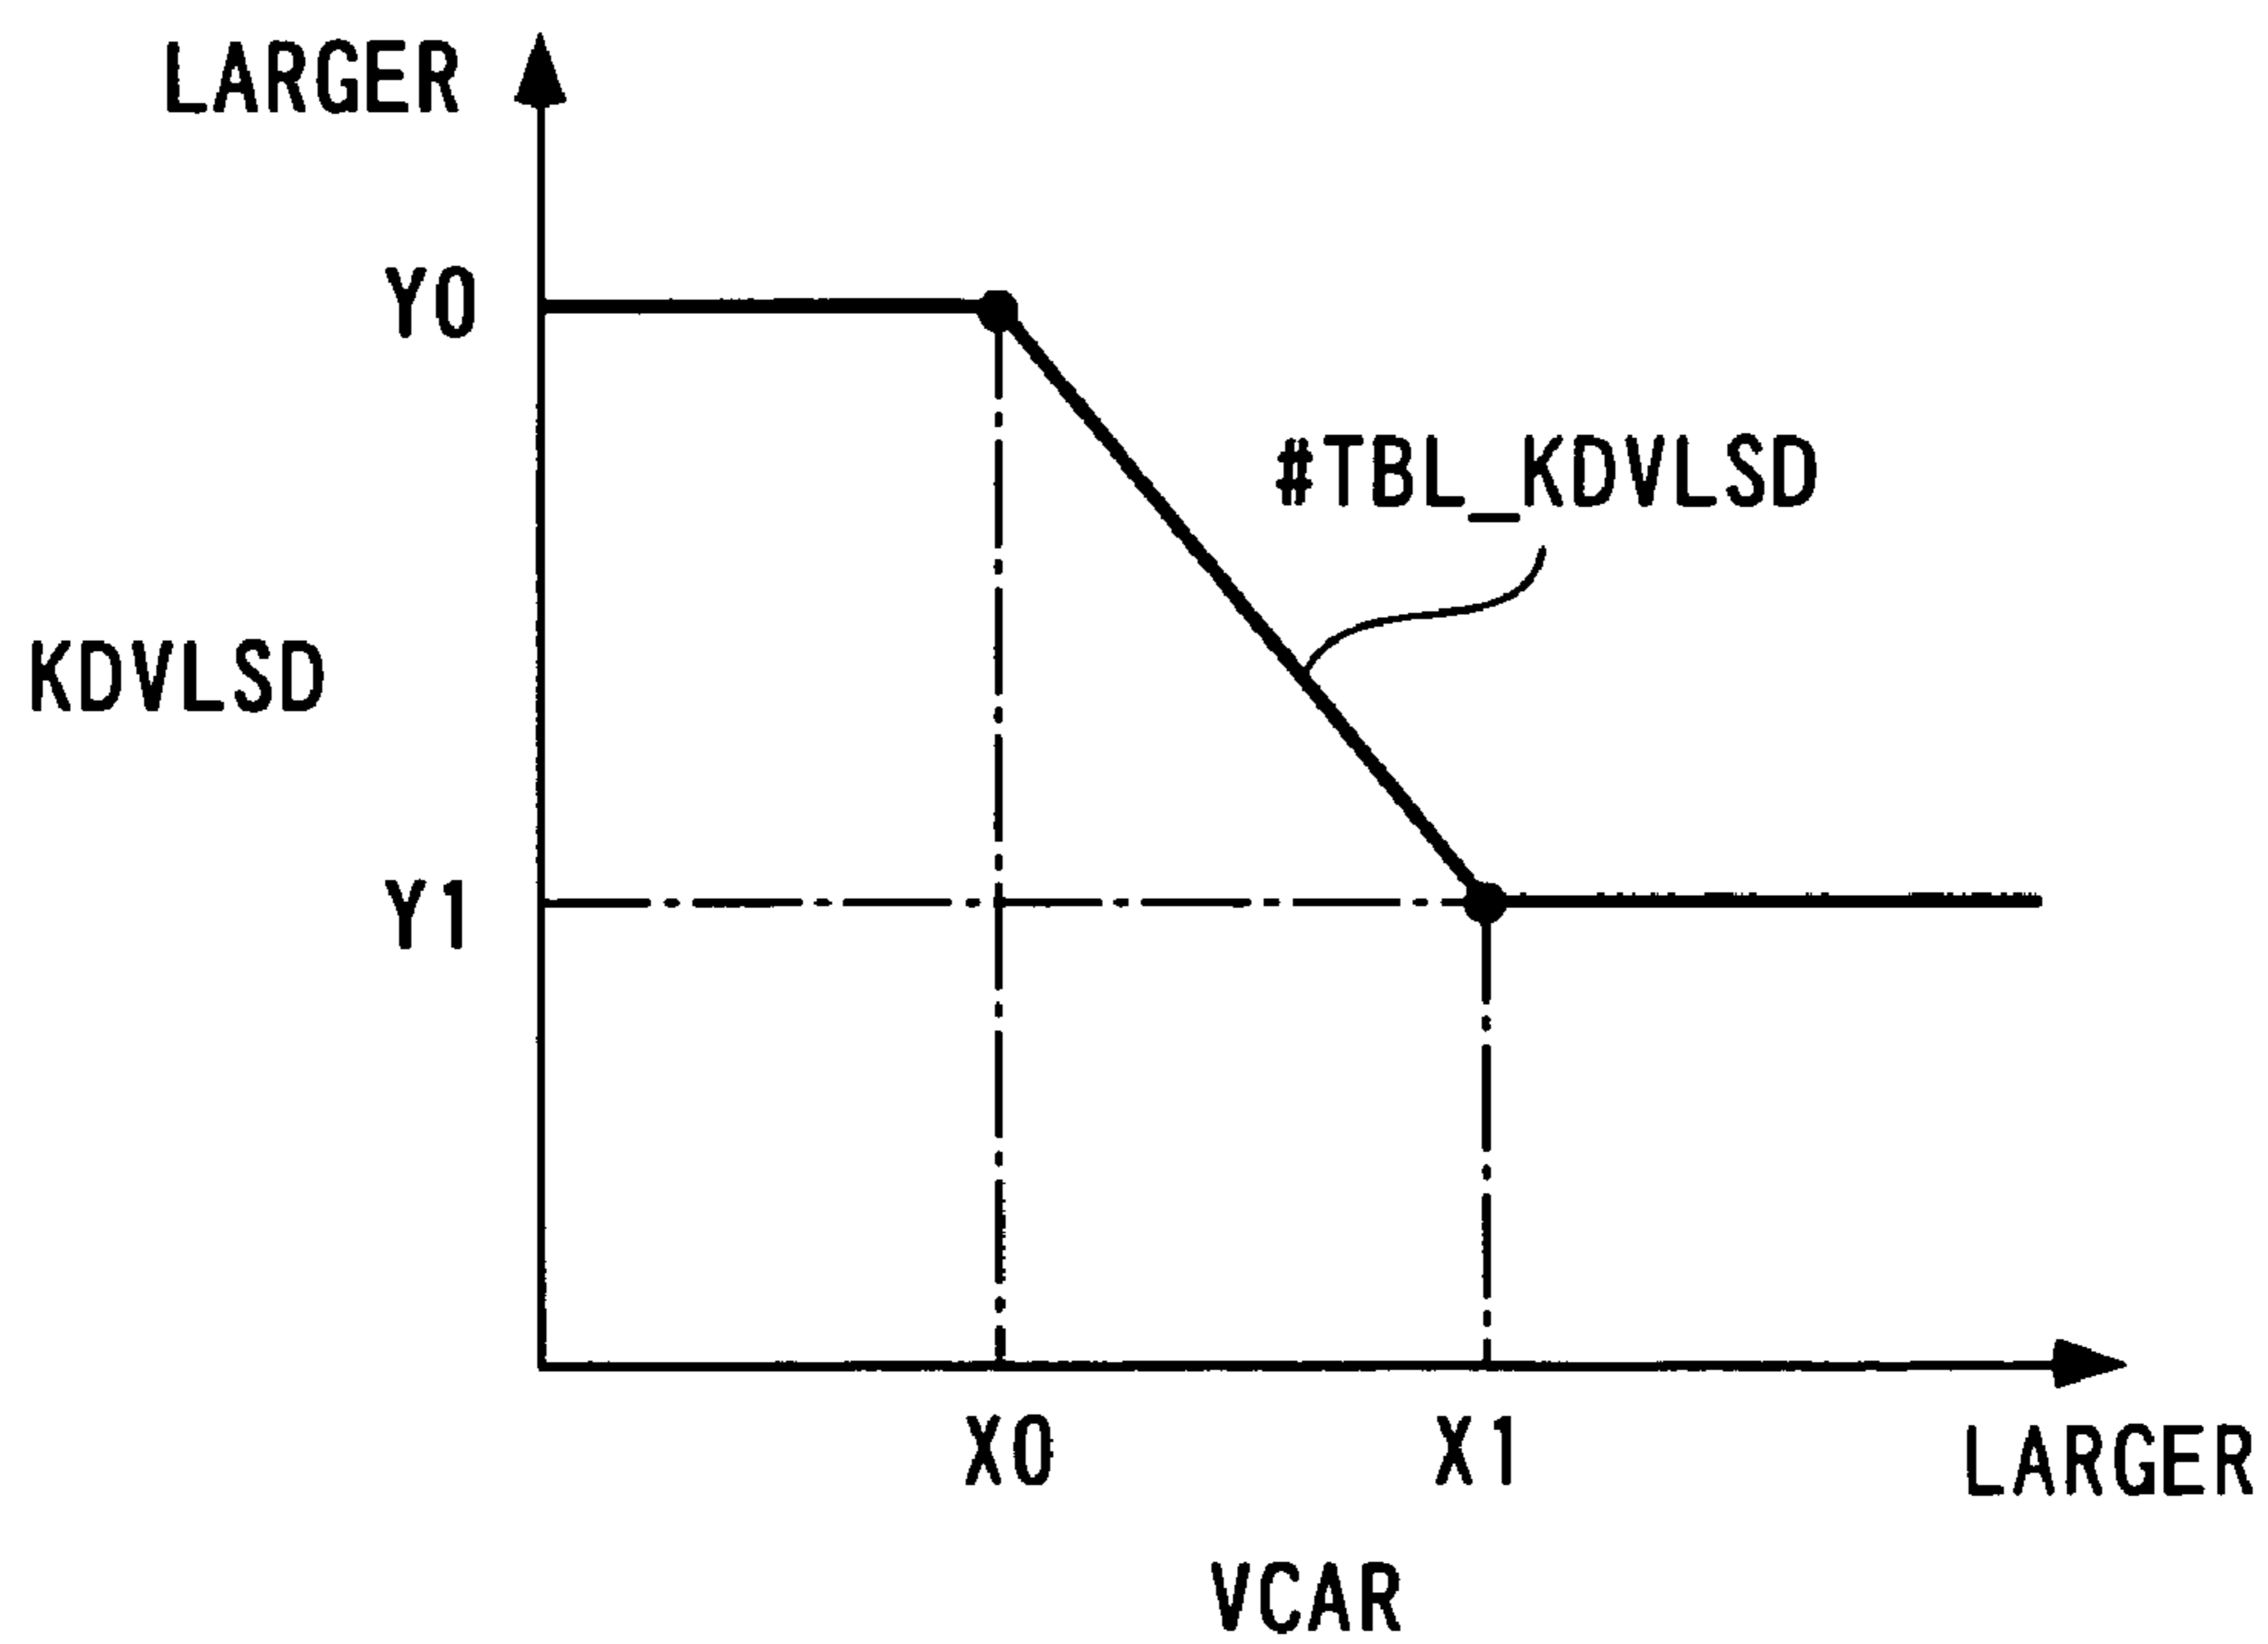 LARGER
Y0
#TBL_KDVLSD
KDVLSD
Y1
X0
X1
LARGER
VCAR